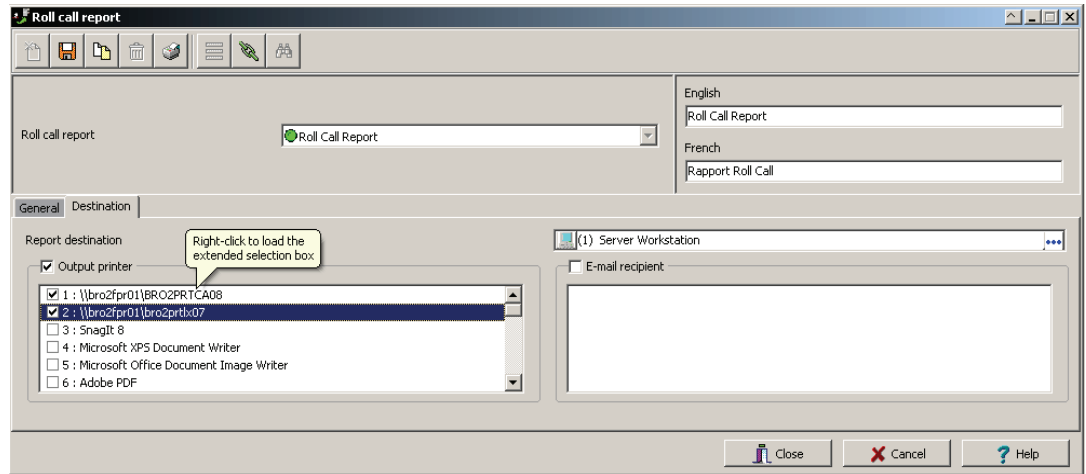 Roll call report
English
Roll Call Report
Roll call report
Roll Call Report
French
Rapport Roll Call
General
Destination
Report destination
Right-click to load the
extended selection box
(1) Server Workstation
Output printer
E-mail recipient
1 : \\bro2fpr01\BRO2PRTCA08
2 : \\bro2fpr01\bro2prtlx07
3 : SnagIt 8
4 : Microsoft XPS Document Writer
5 : Microsoft Office Document Image Writer
6 : Adobe PDF
Close
Cancel
? Help